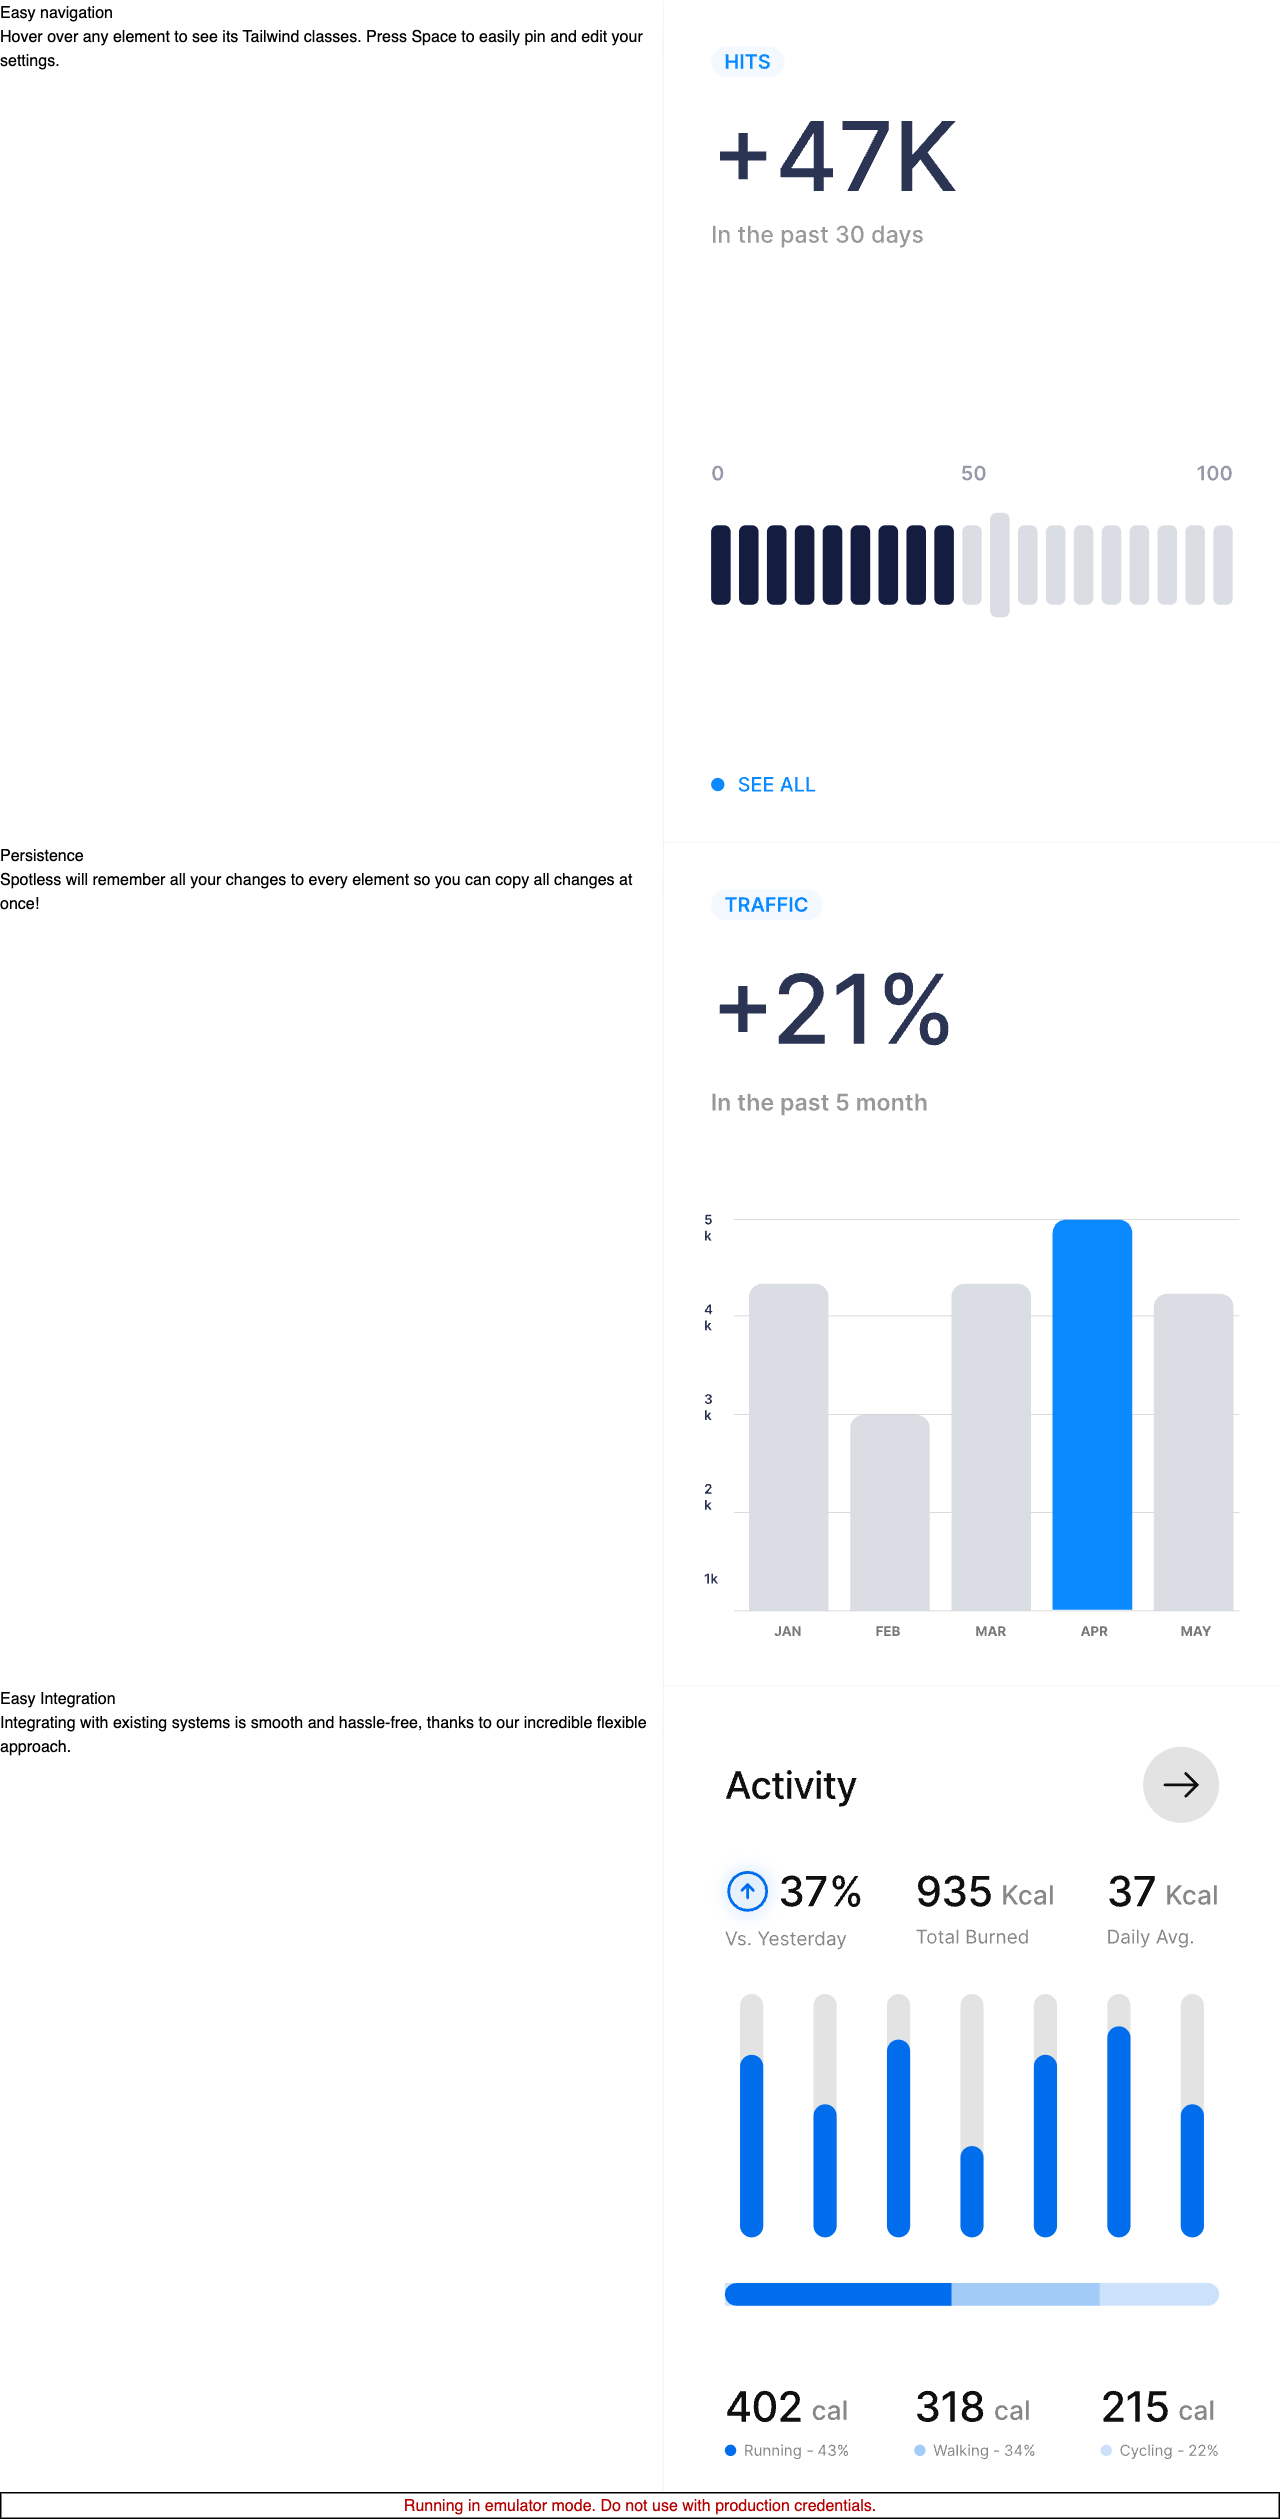 Easy navigation
Hover over any element to see its Tailwind classes. Press Space to easily pin and edit your
settings.
HITS
+47K
In the past 30 days
0 50 100
SEE ALL
Persistence
Spotless will remember all your changes to every element so you can copy all changes at
once!
TRAFFIC
+21%
In the past 5 month
5
k
4
k
3
k
2
k
1k
JAN FEB MAR APR MAY
Easy Integration
Integrating with existing systems is smooth and hassle-free, thanks to our incredible flexible
approach.
Activity
37% 935 Kcal 37 Kcal
Vs. Yesterday Total Burned Daily Avg.
402 cal 318 cal 215 cal
Running - 43% Walking - 34% Cycling - 22%
Running in emulator mode. Do not use with production credentials.